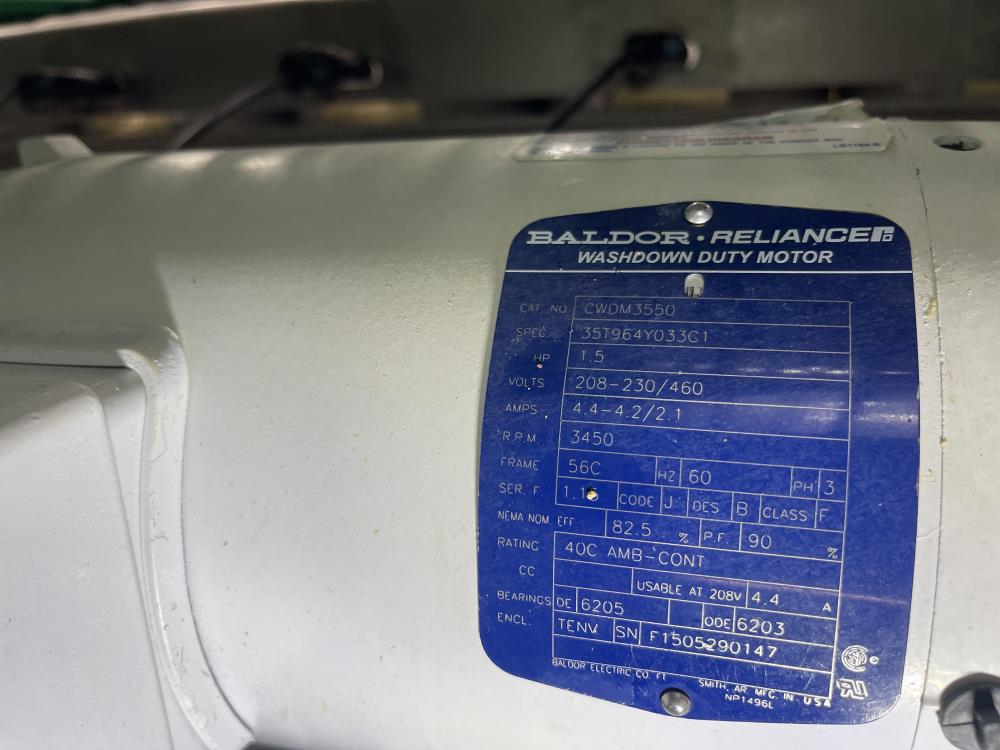 BALDOR · RELIANCE
WASHDOWN DUTY MOTOR
CAT. NO. CWDM3550
SPEC. 35T964Y033G1
HP 1.5
VOLTS 208-230/460
AMPS 4.4-4.2/2.1
R.P.M. 3450
FRAME 56C HZ 60 PH 3
SER. F. 1.15 CODE J DES B CLASS F
NEMA NOM. EFF 82.5 % P.F. 90 %
RATING 40C AMB-CONT
CC USABLE AT 208V 4.4 A
BEARINGS DE 6205 ODE 6203
ENCL. TENV SN F1505290147
BALDOR ELECTRIC CO. FT SMITH, AR. MFG. IN U.S.A
NP1496L